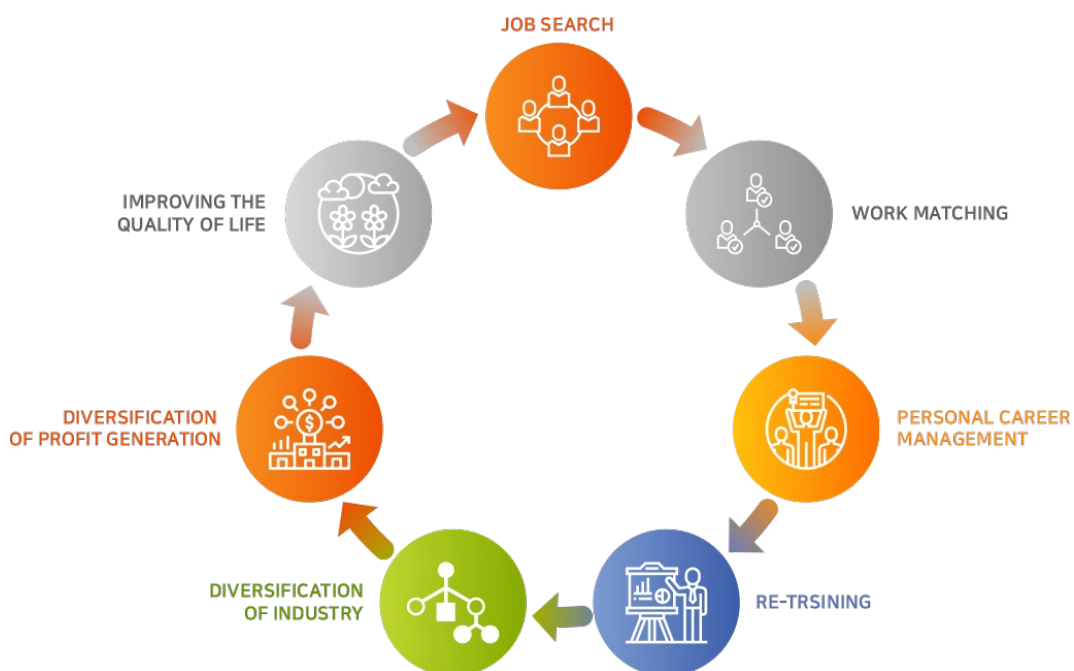 JOB SEARCH
WORK MATCHING
PERSONAL CAREER
MANAGEMENT
RE-TRSINING
DIVERSIFICATION
OF INDUSTRY
DIVERSIFICATION
OF PROFIT GENERATION
IMPROVING THE
QUALITY OF LIFE
$